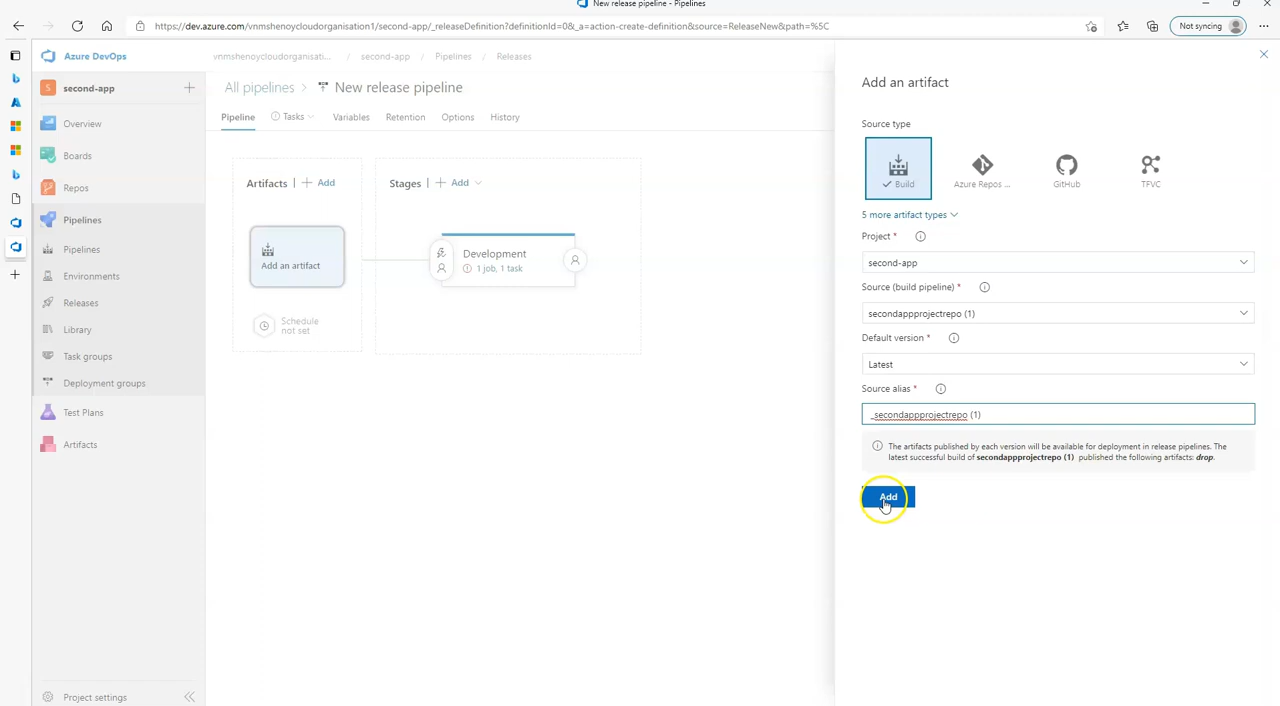 New release pipeline - Pipelines
https://dev.azure.com/vnmshenoycloudorganisation1/second-app/_releaseDefinition?definitionId=0&_a=action-create-definition&source=ReleaseNew&path=%5C
Not syncing
Azure DevOps
vnmshenoycloudorganisati... / second-app / Pipelines / Releases
S second-app
All pipelines > New release pipeline
Pipeline Tasks Variables Retention Options History
Overview
Boards
Repos
Pipelines
Pipelines
Environments
Releases
Library
Task groups
Deployment groups
Test Plans
Artifacts
Project settings
Artifacts | + Add
Add an artifact
Schedule
not set
Stages | + Add
Development
1 job, 1 task
Add an artifact
Source type
Build
Azure Repos ...
GitHub
TFVC
5 more artifact types
Project *
second-app
Source (build pipeline) *
secondappprojectrepo (1)
Default version *
Latest
Source alias *
_secondappprojectrepo (1)
The artifacts published by each version will be available for deployment in release pipelines. The
latest successful build of secondappprojectrepo (1) published the following artifacts: drop.
Add